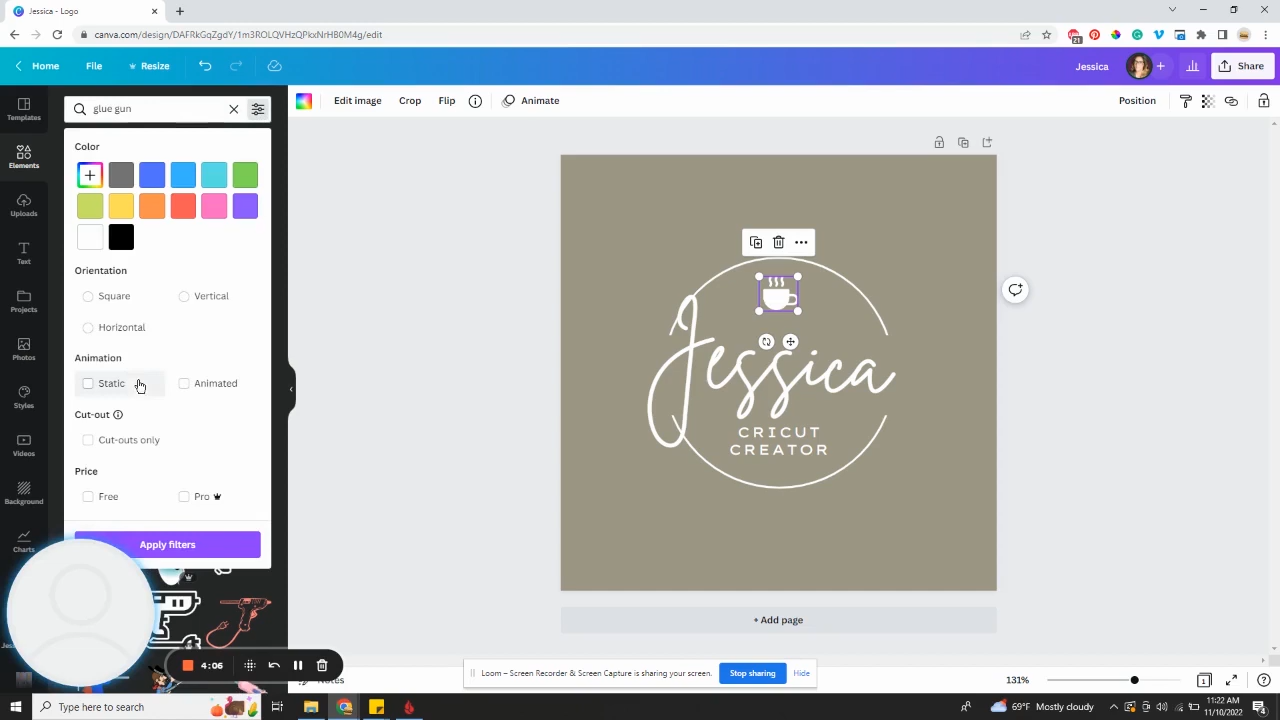 Jessica - Logo
canva.com/design/DAFRkGqZgdY/1m3ROLQVHzQPkxNrH80M4g/edit
21
Home File Resize Jessica Share
Templates
Elements
Uploads
Text
Projects
Photos
Styles
Videos
Background
Charts
glue gun
Color
Orientation
Square Vertical
Horizontal
Animation
Static Animated
Cut-out
Cut-outs only
Price
Free Pro
Apply filters
Edit image Crop Flip Animate Position
Jessica
CRICUT
CREATOR
+ Add page
4:06
Loom – Screen Recorder & Screen Capture is sharing your screen. Stop sharing Hide
Notes
131%
1
Type here to search
69°F Mostly cloudy
11:22 AM
11/10/2022
4